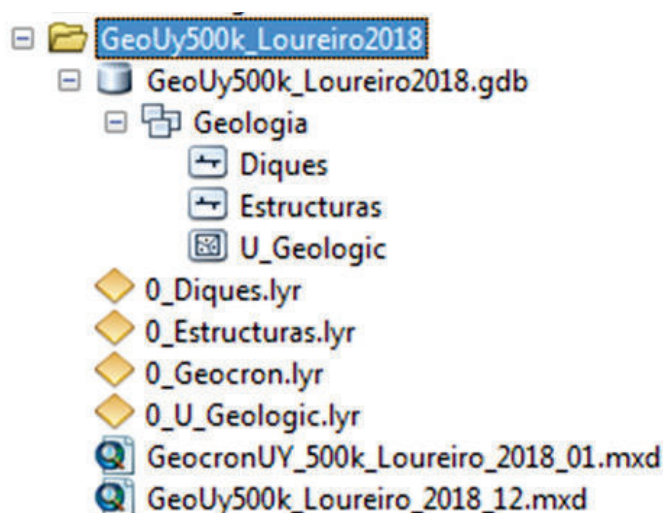 GeoUy500k_Loureiro2018
GeoUy500k_Loureiro2018.gdb
Geologia
Diques
Estructuras
U_Geologic
0_Diques.lyr
0_Estructuras.lyr
0_Geocron.lyr
0_U_Geologic.lyr
GeocronUY_500k_Loureiro_2018_01.mxd
GeoUy500k_Loureiro_2018_12.mxd